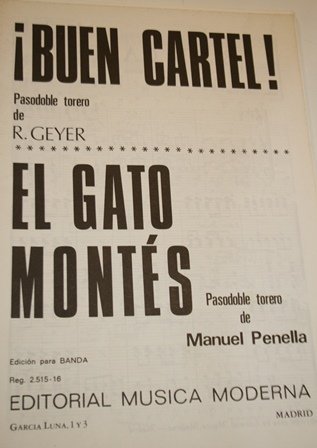 ¡BUEN CARTEL!
Pasodoble torero
de
R. GEYER
* * * * * * * * * * * * * * * * * * * * * * * * * * *
EL GATO
MONTÉS
Pasodoble torero
de
Manuel Penella
Edición para BANDA
Reg. 2.515-16
EDITORIAL MUSICA MODERNA
GARCIA LUNA, 1 y 3 MADRID